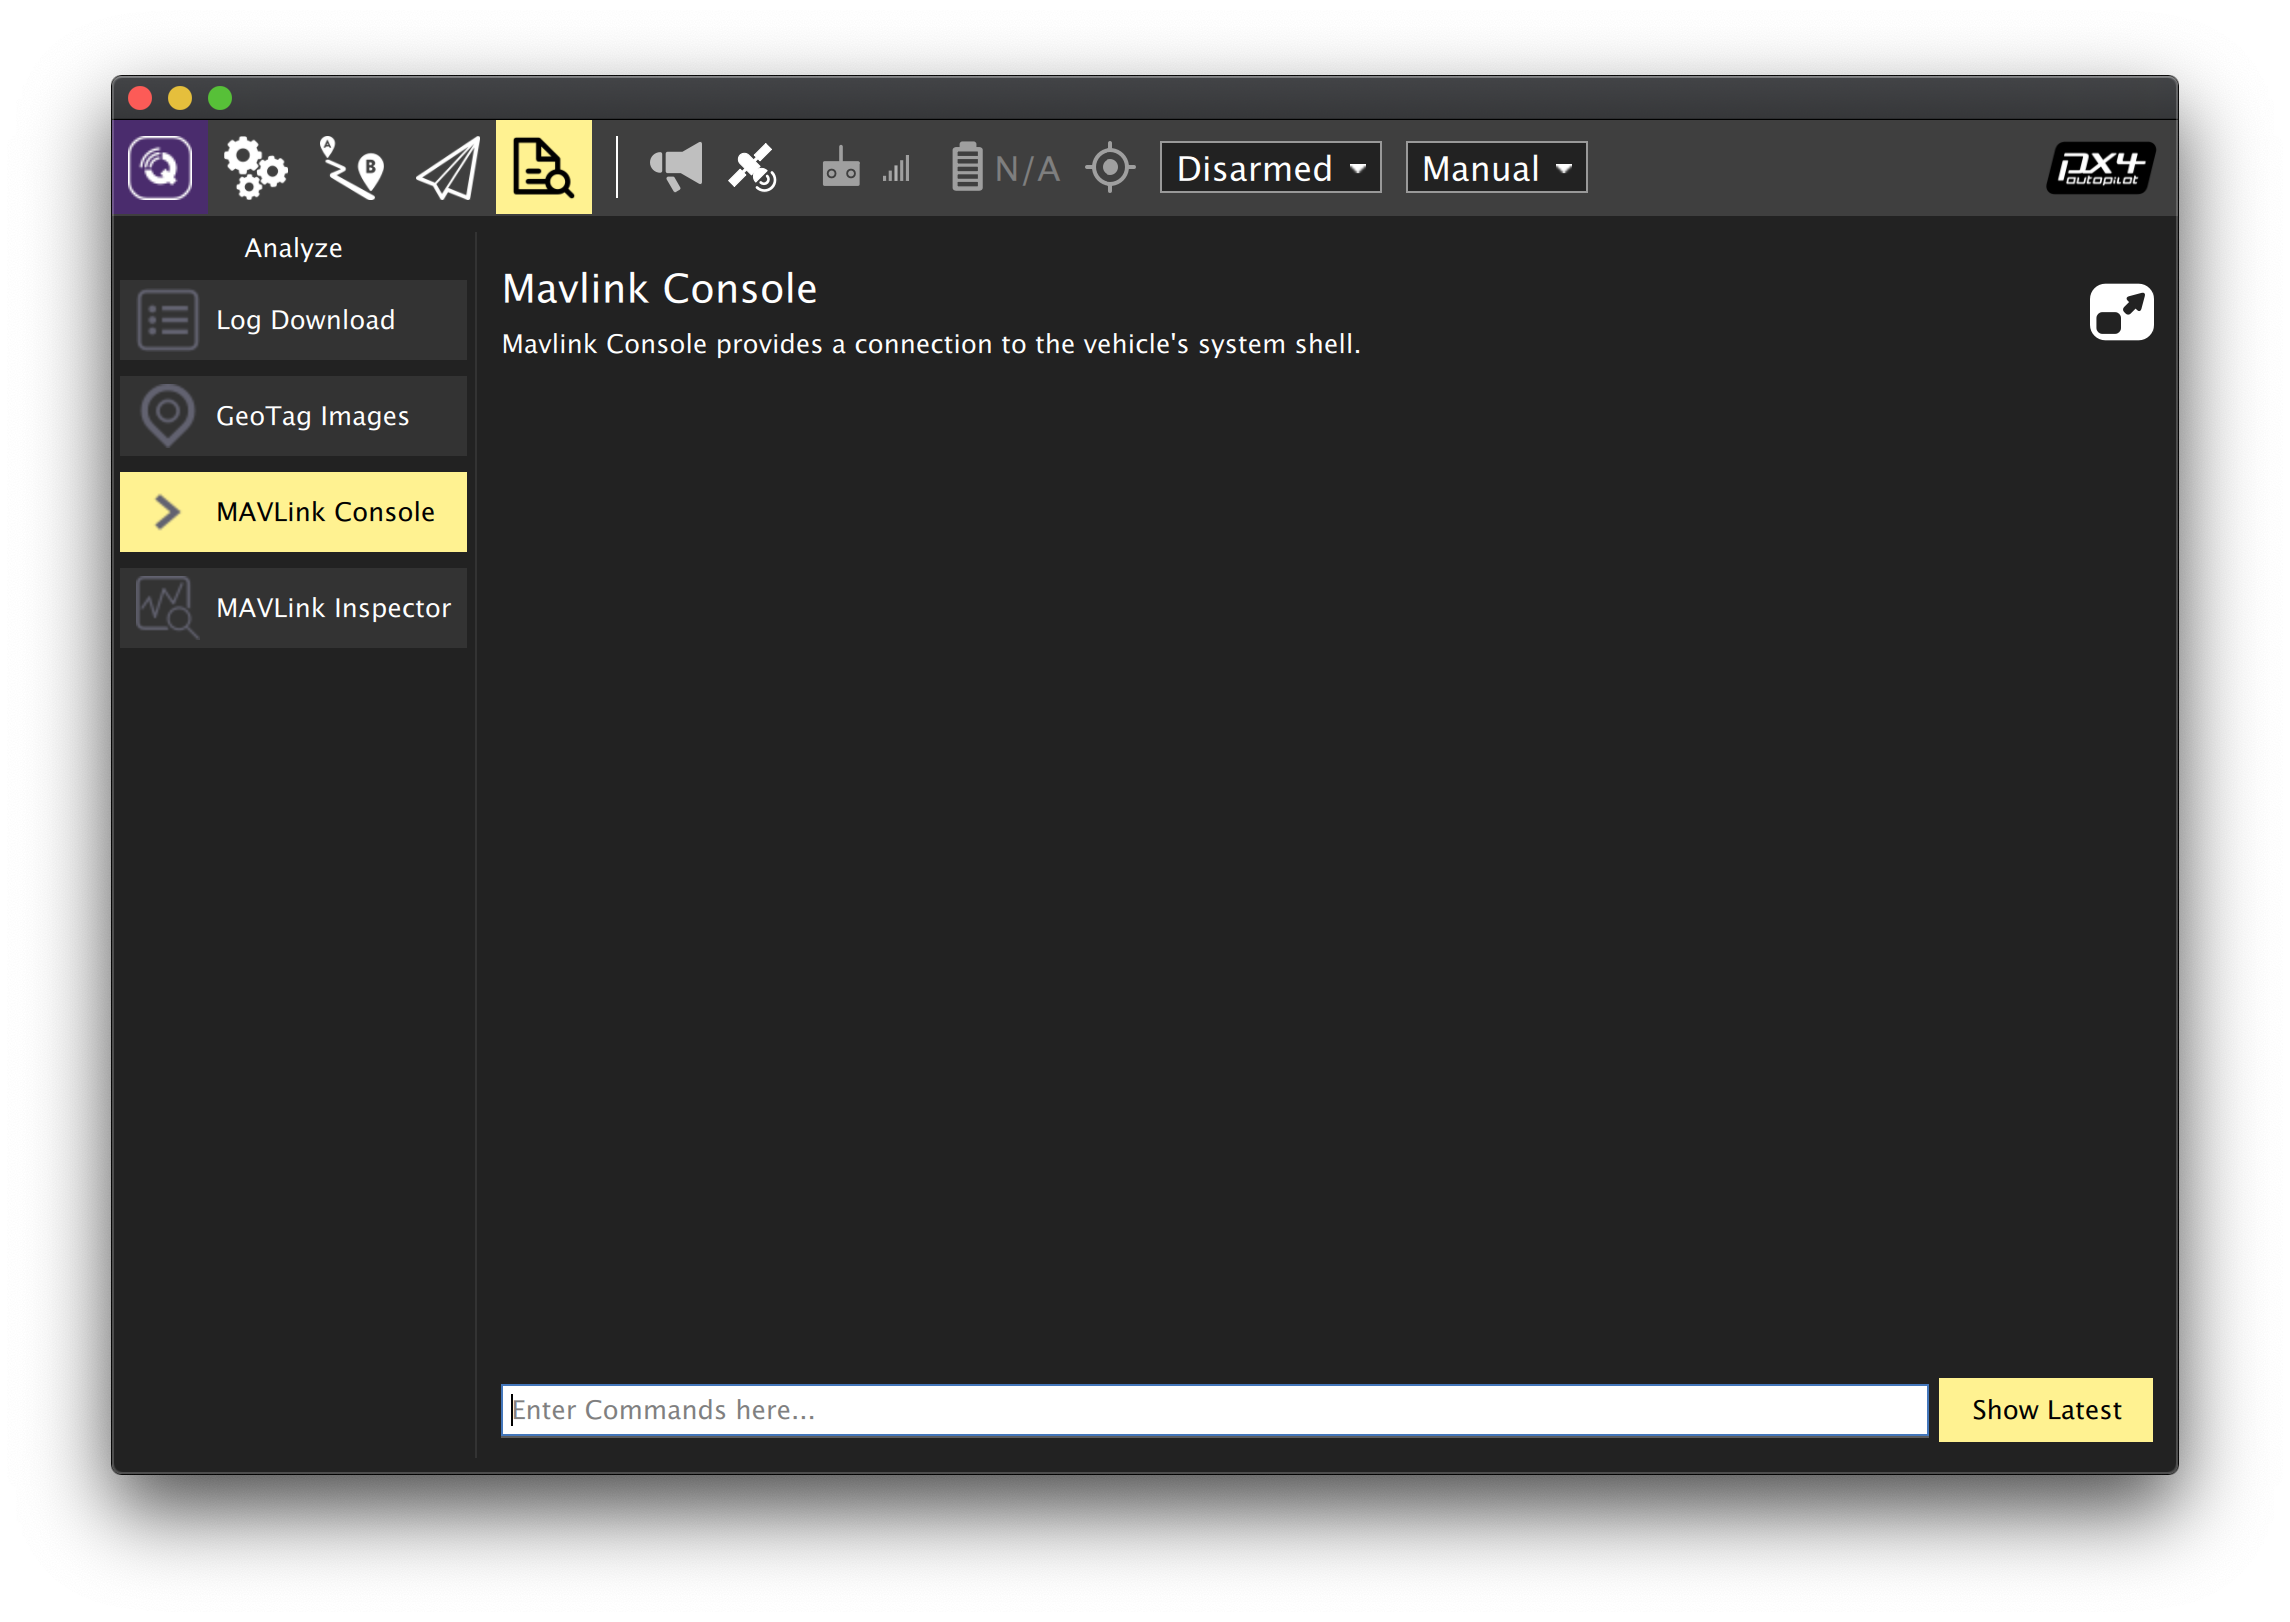 A
B
N/A
Disarmed
Manual
px4
autopilot
Analyze
Log Download
GeoTag Images
MAVLink Console
MAVLink Inspector
Mavlink Console
Mavlink Console provides a connection to the vehicle's system shell.
Enter Commands here...
Show Latest